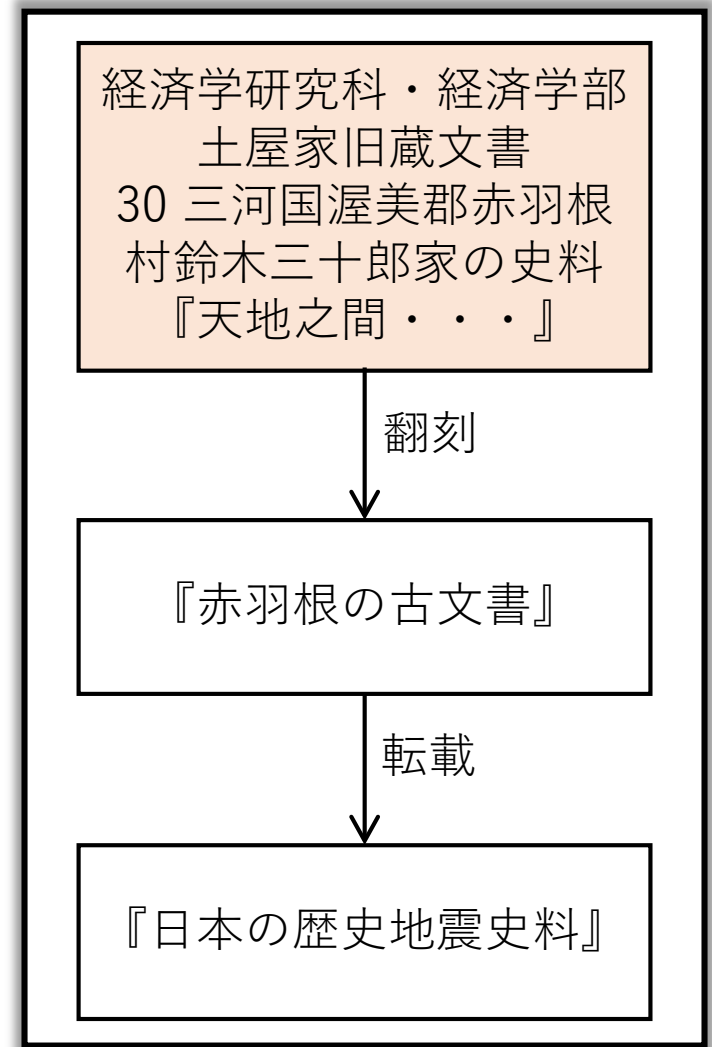 経済学研究科・経済学部
土屋家旧蔵文書
30 三河国渥美郡赤羽根
村鈴木三十郎家の史料
『天地之間・・・』
翻刻
『赤羽根の古文書』
転載
『日本の歴史地震史料』